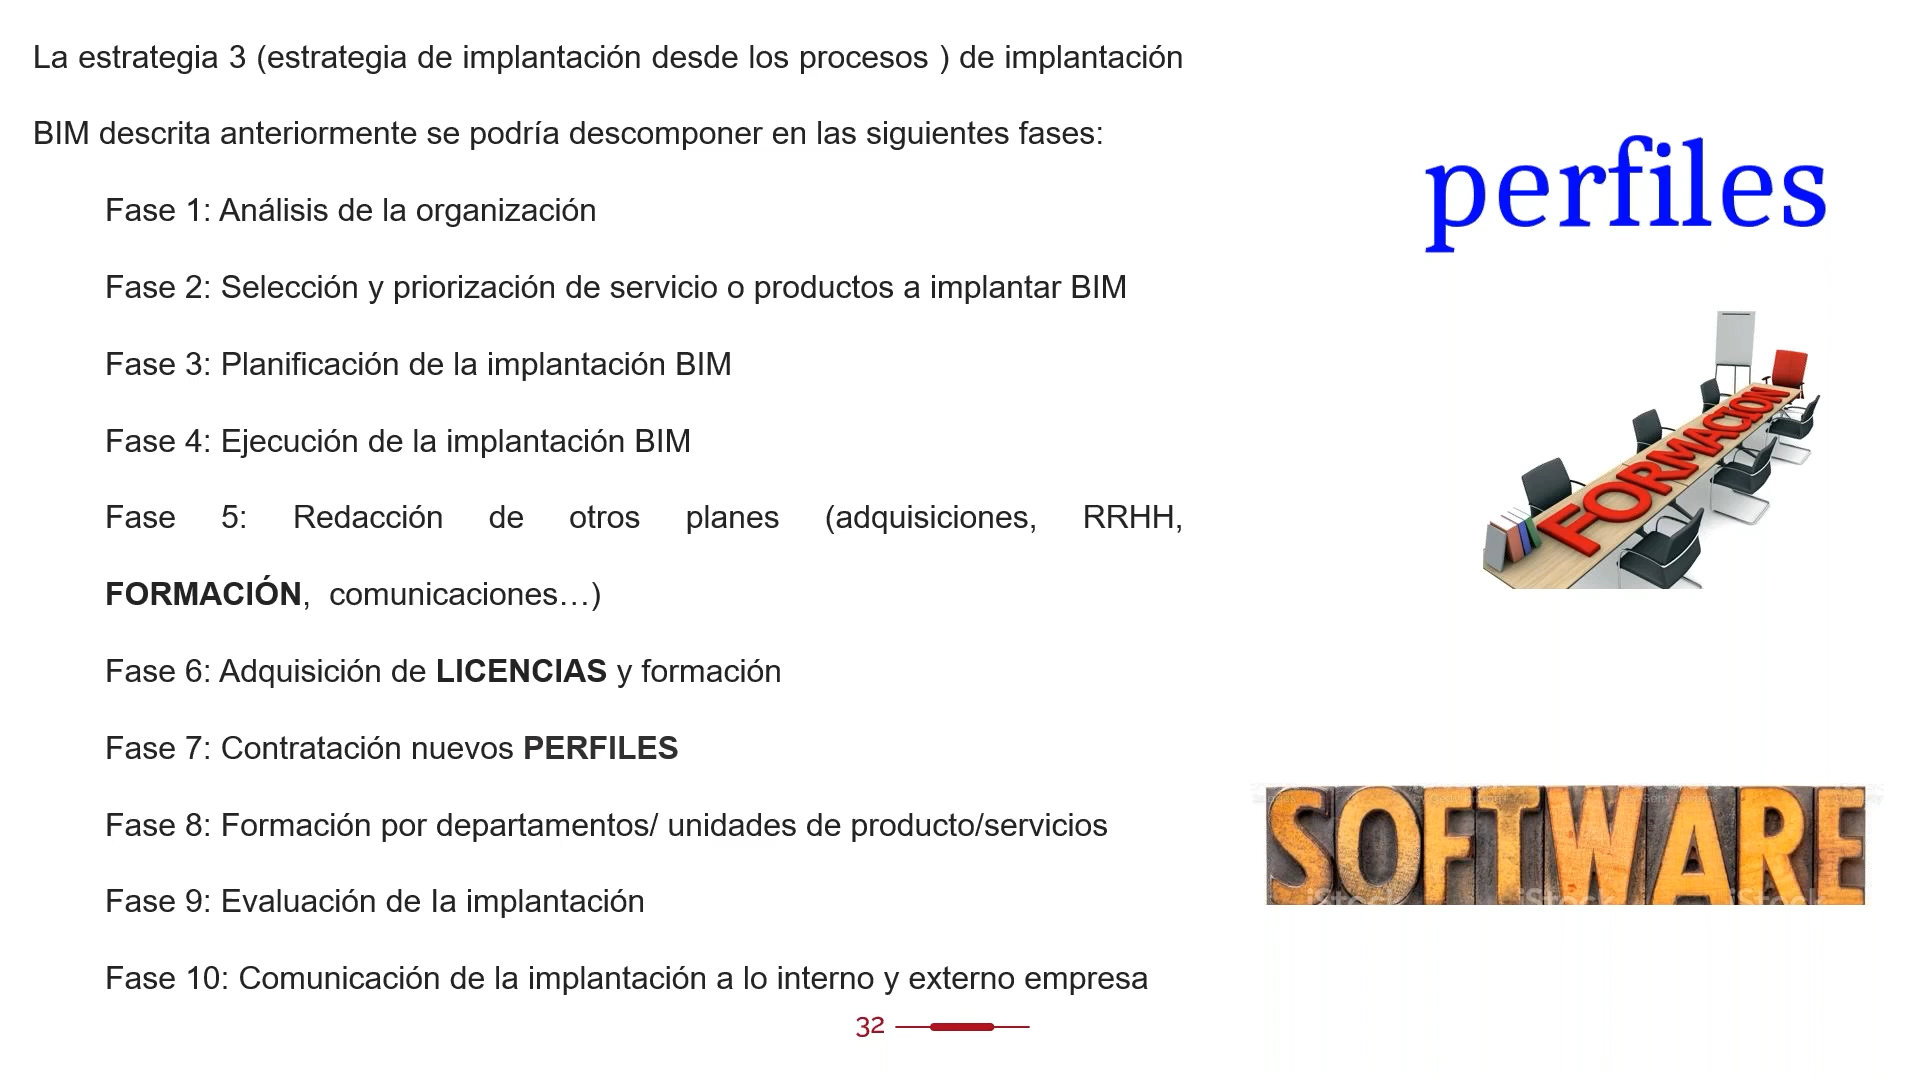 La estrategia 3 (estrategia de implantación desde los procesos ) de implantación
BIM descrita anteriormente se podría descomponer en las siguientes fases:
Fase 1: Análisis de la organización
Fase 2: Selección y priorización de servicio o productos a implantar BIM
Fase 3: Planificación de la implantación BIM
Fase 4: Ejecución de la implantación BIM
Fase 5: Redacción de otros planes (adquisiciones, RRHH,
FORMACIÓN, comunicaciones…)
Fase 6: Adquisición de LICENCIAS y formación
Fase 7: Contratación nuevos PERFILES
Fase 8: Formación por departamentos/ unidades de producto/servicios
Fase 9: Evaluación de la implantación
Fase 10: Comunicación de la implantación a lo interno y externo empresa
perfiles
FORMACION
SOFTWARE
iStock iStock iStock
32